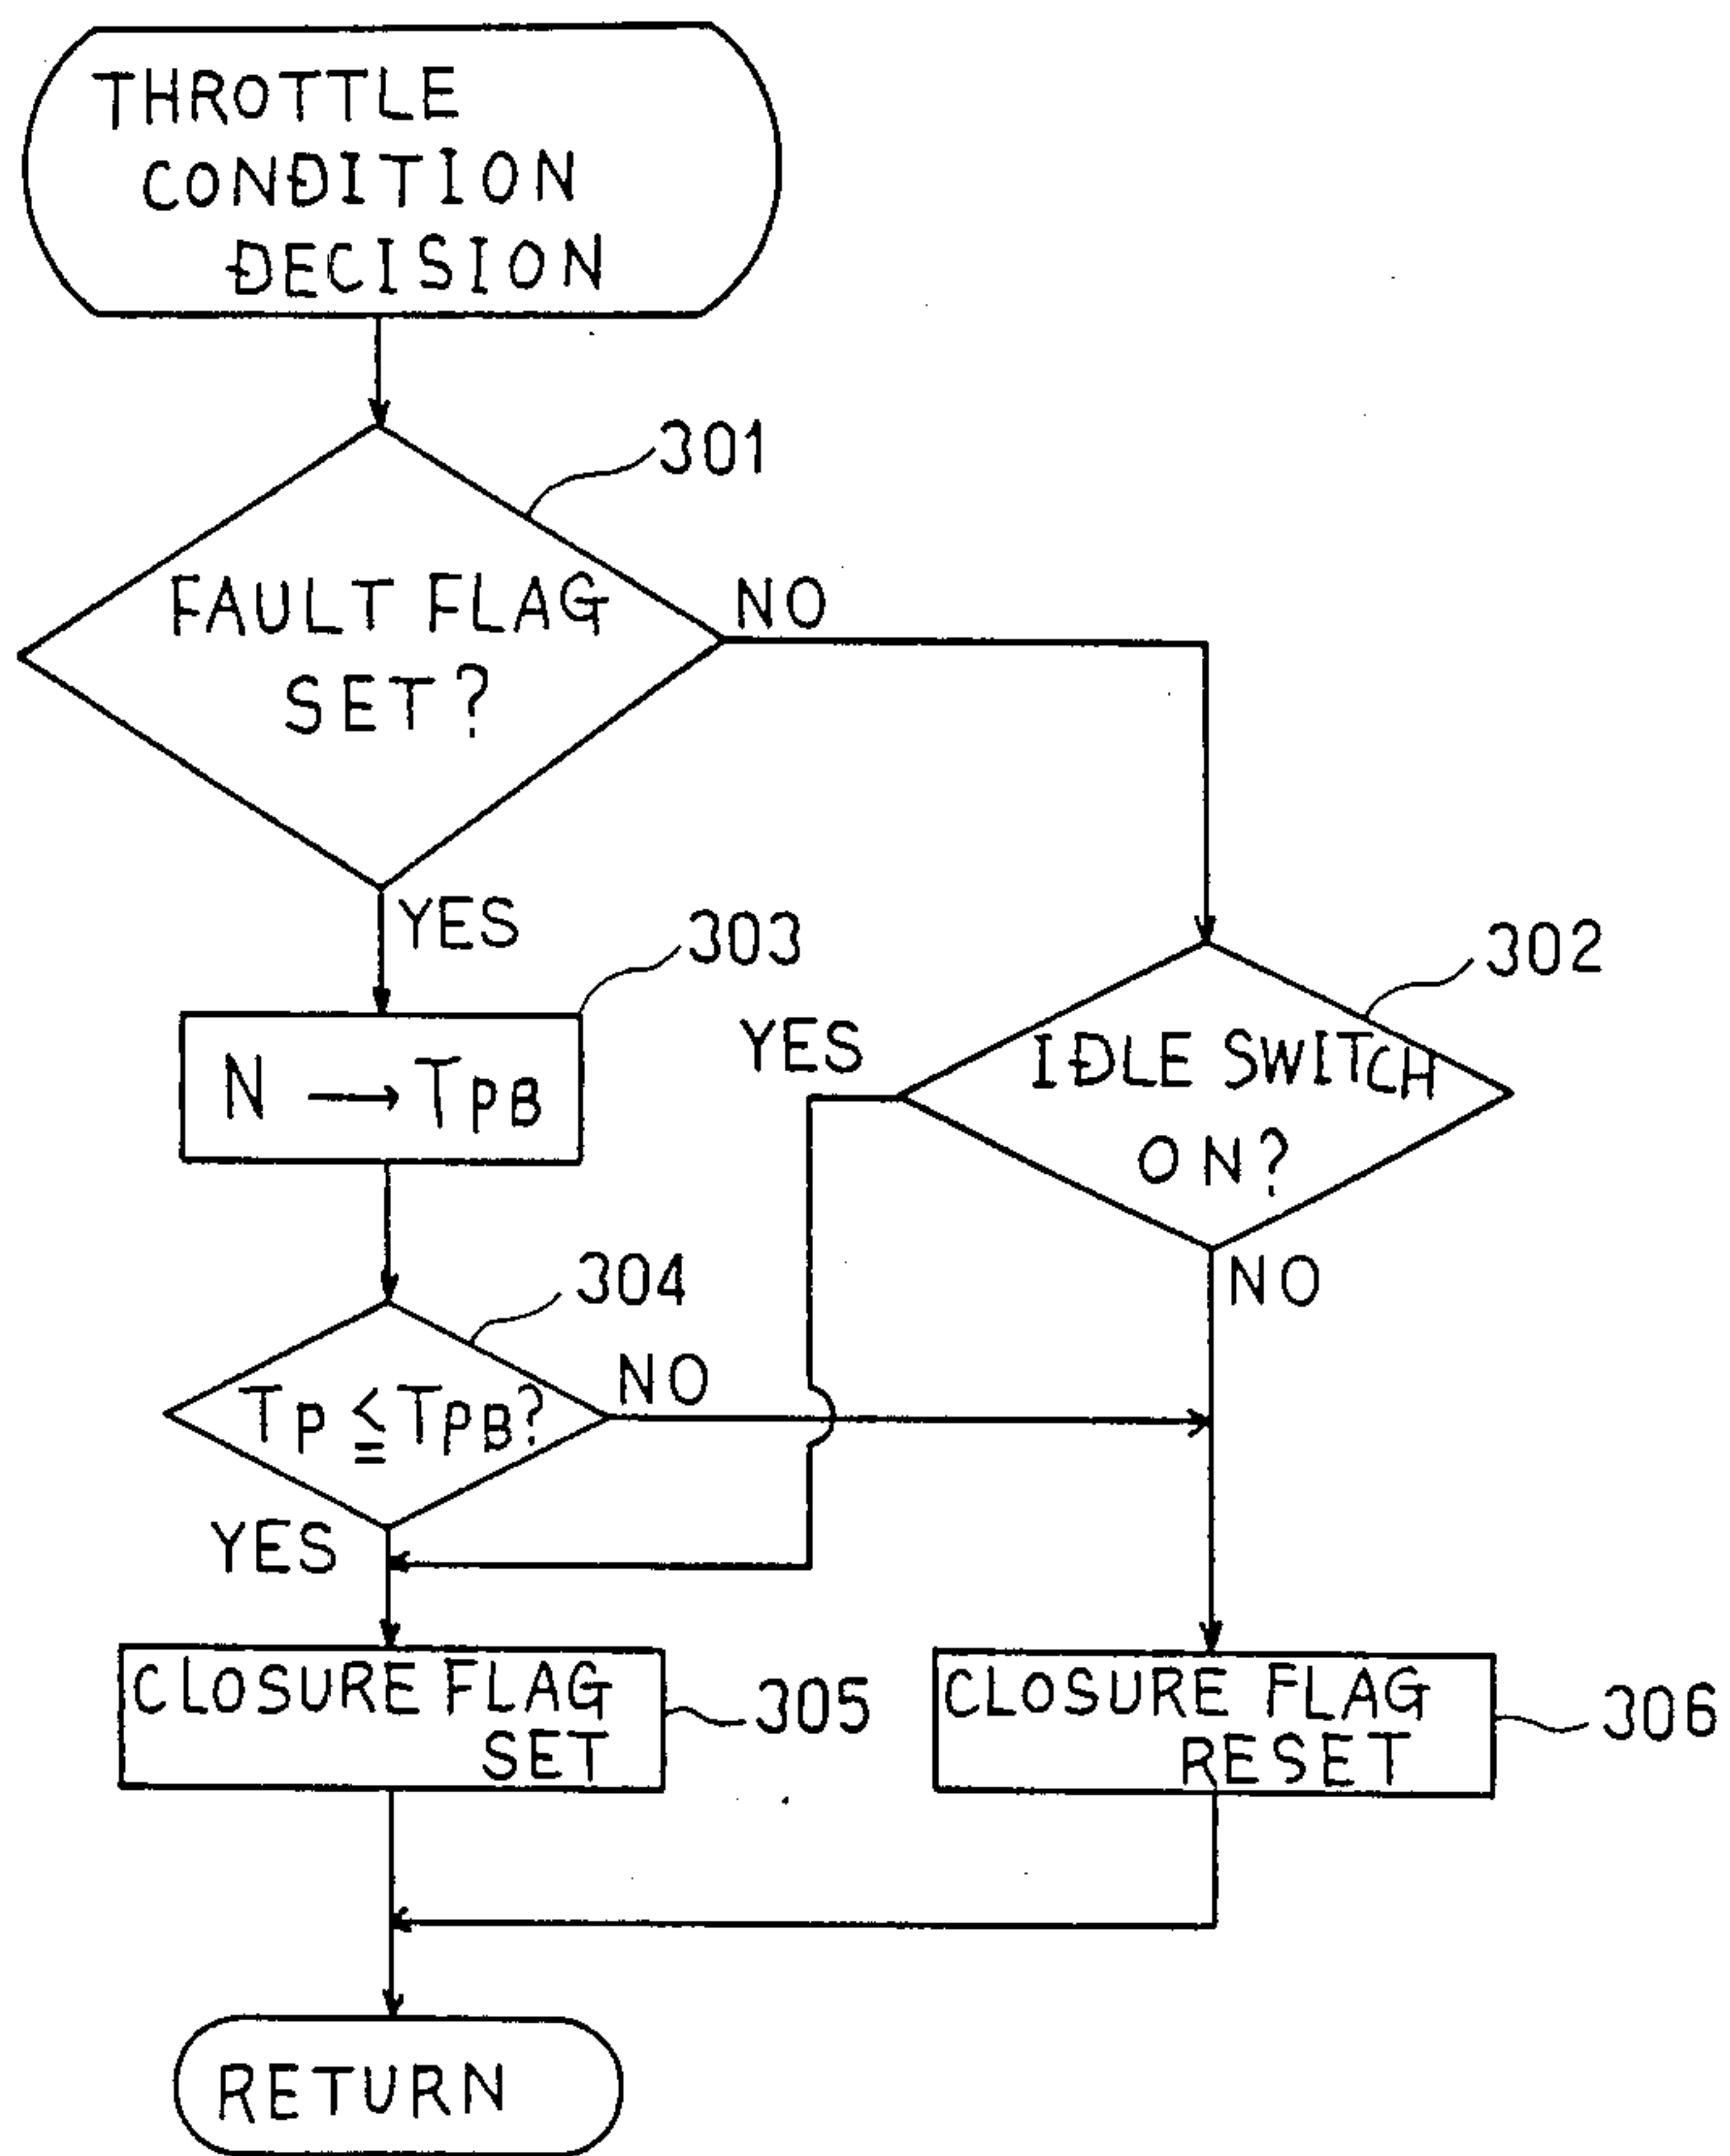 THROTTLE
CONDITION
DECISION
301
FAULT FLAG
SET?
NO
YES
303
302
N → TPB
YES
IDLE SWITCH
ON?
304
NO
NO
TP ≦ TPB?
YES
CLOSURE FLAG
SET
305
CLOSURE FLAG
RESET
306
RETURN